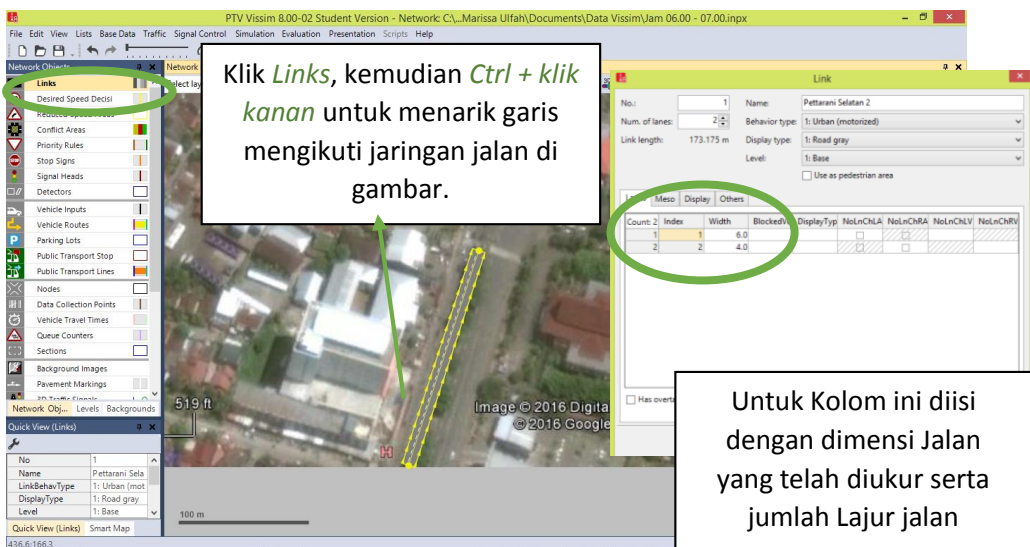 PTV Vissim 8.00-02 Student Version - Network C:\...Marissa Ulfah\Documents\Data Vissim\Jam 06.00 - 07.00.inpx
File Edit View Lists Base Data Traffic Signal Control Simulation Evaluation Presentation Scripts Help
Network Objects
Network
Select lay
Links
Desired Speed Decisi
Conflict Areas
Priority Rules
Stop Signs
Signal Heads
Detectors
Vehicle Inputs
Vehicle Routes
Parking Lots
Public Transport Stop
Public Transport Lines
Nodes
Data Collection Points
Vehicle Travel Times
Queue Counters
Sections
Background Images
Pavement Markings
3D Traffic Signals
Network Obj... Levels Backgrounds
Quick View (Links)
No 1
Name Pettarani Sela
LinkBehavType 1: Urban (mot
DisplayType 1: Road gray
Level 1: Base
Quick View (Links) Smart Map
436.6:166.3
Klik Links, kemudian Ctrl + klik
kanan untuk menarik garis
mengikuti jaringan jalan di
gambar.
519 ft
Image © 2016 Digita
© 2016 Google
H
100 m
Link
No.: 1 Name: Pettarani Selatan 2
Num. of lanes: 2 Behavior type: 1: Urban (motorized)
Link length: 173.175 m Display type: 1: Road gray
Level: 1: Base
Use as pedestrian area
Meso Display Others
Count: 2 Index Width BlockedV DisplayTyp NoLnChLA NoLnChRA NoLnChLV NoLnChRV
1 1 6.0
2 2 4.0
Has overta
Untuk Kolom ini diisi
dengan dimensi Jalan
yang telah diukur serta
jumlah Lajur jalan